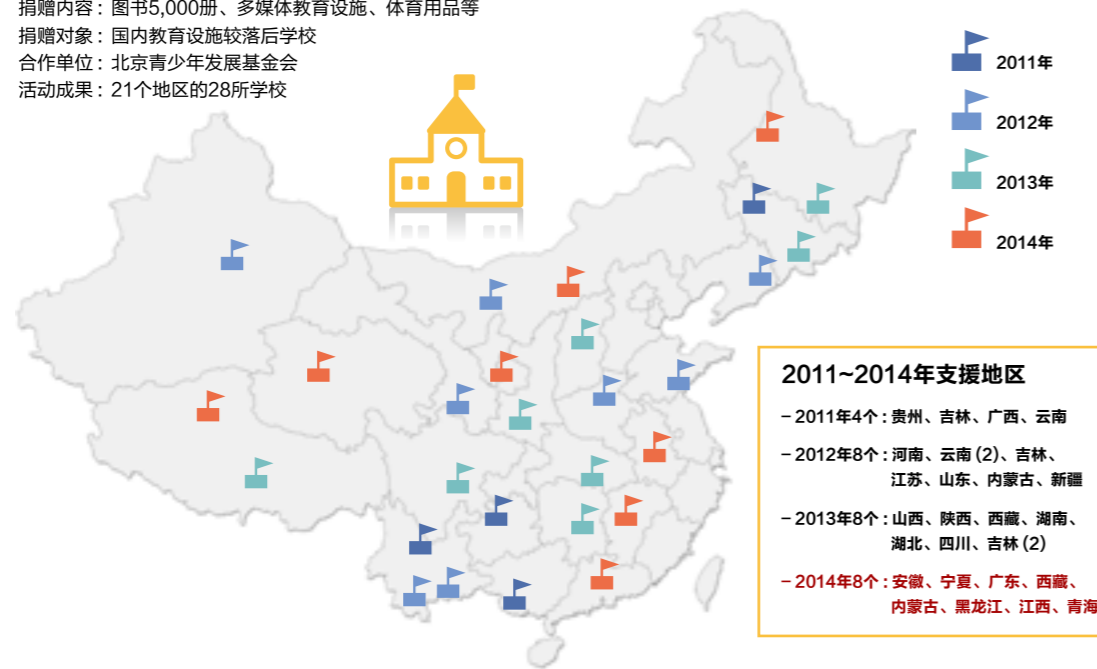 捐赠内容：图书5,000册、多媒体教育设施、体育用品等
捐赠对象：国内教育设施较落后学校
合作单位：北京青少年发展基金会
活动成果：21个地区的28所学校
2011年
2012年
2013年
2014年
2011~2014年支援地区
– 2011年4个：贵州、吉林、广西、云南
– 2012年8个：河南、云南 (2)、吉林、
江苏、山东、内蒙古、新疆
– 2013年8个：山西、陕西、西藏、湖南、
湖北、四川、吉林 (2)
– 2014年8个：安徽、宁夏、广东、西藏、
内蒙古、黑龙江、江西、青海